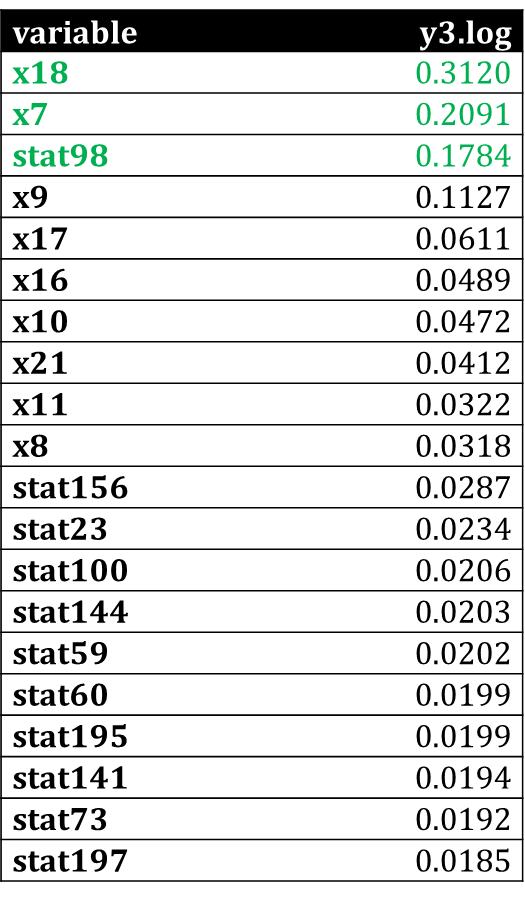 variable y3.log
x18 0.3120
x7 0.2091
stat98 0.1784
x9 0.1127
x17 0.0611
x16 0.0489
x10 0.0472
x21 0.0412
x11 0.0322
x8 0.0318
stat156 0.0287
stat23 0.0234
stat100 0.0206
stat144 0.0203
stat59 0.0202
stat60 0.0199
stat195 0.0199
stat141 0.0194
stat73 0.0192
stat197 0.0185